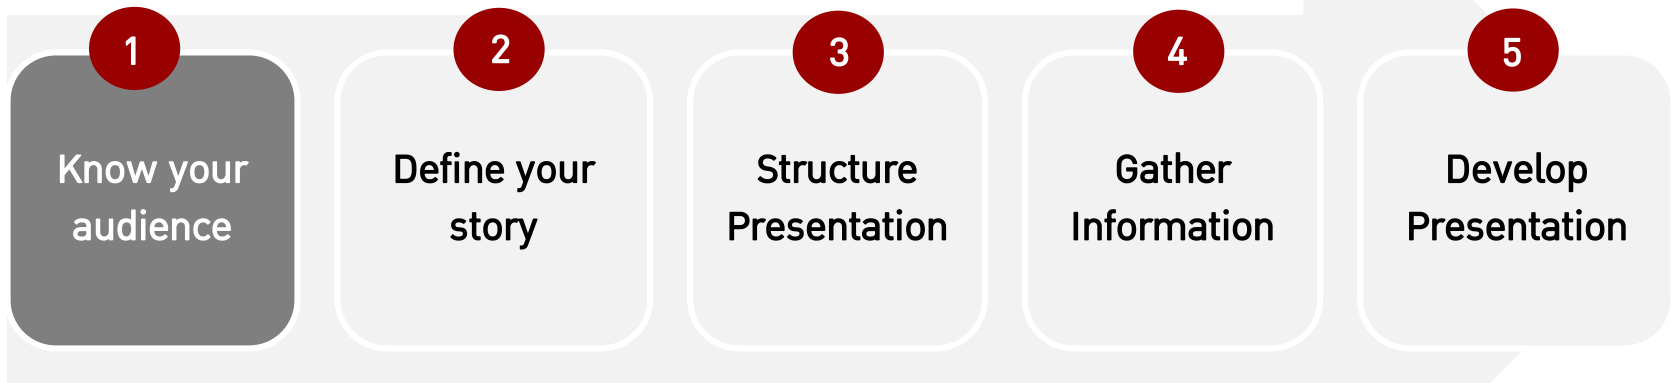 1
Know your
audience
2
Define your
story
3
Structure
Presentation
4
Gather
Information
5
Develop
Presentation